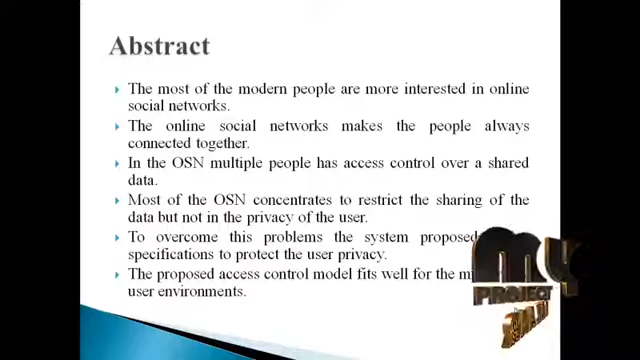 Abstract
The most of the modern people are more interested in online
social networks.
The online social networks makes the people always
connected together.
In the OSN multiple people has access control over a shared
data.
Most of the OSN concentrates to restrict the sharing of the
data but not in the privacy of the user.
To overcome this problems the system proposed
specifications to protect the user privacy.
The proposed access control model fits well for the
user environments.
my
PROJECT